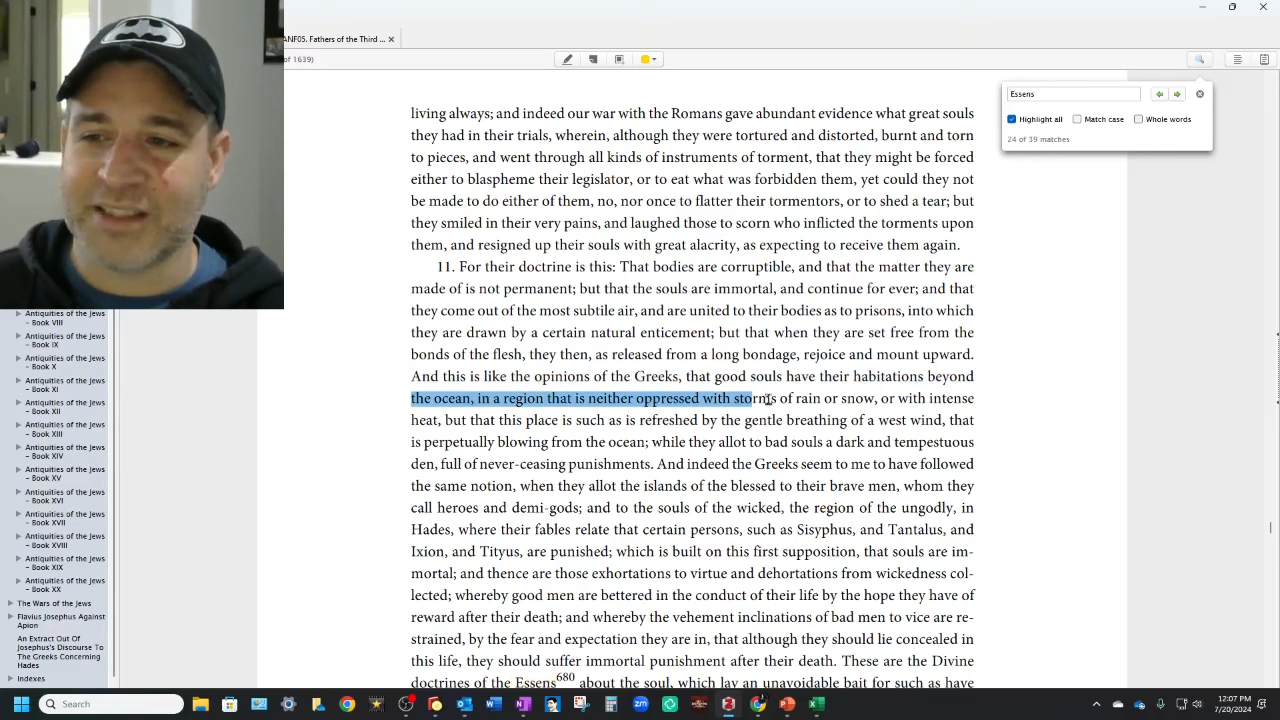 ANF05. Fathers of the Third ...
of 1639)
Essens
Highlight all
Match case
Whole words
24 of 39 matches
living always; and indeed our war with the Romans gave abundant evidence what great souls
they had in their trials, wherein, although they were tortured and distorted, burnt and torn
to pieces, and went through all kinds of instruments of torment, that they might be forced
either to blaspheme their legislator, or to eat what was forbidden them, yet could they not
be made to do either of them, no, nor once to flatter their tormentors, or to shed a tear; but
they smiled in their very pains, and laughed those to scorn who inflicted the torments upon
them, and resigned up their souls with great alacrity, as expecting to receive them again.
11. For their doctrine is this: That bodies are corruptible, and that the matter they are
made of is not permanent; but that the souls are immortal, and continue for ever; and that
they come out of the most subtile air, and are united to their bodies as to prisons, into which
they are drawn by a certain natural enticement; but that when they are set free from the
bonds of the flesh, they then, as released from a long bondage, rejoice and mount upward.
And this is like the opinions of the Greeks, that good souls have their habitations beyond
the ocean, in a region that is neither oppressed with storms of rain or snow, or with intense
heat, but that this place is such as is refreshed by the gentle breathing of a west wind, that
is perpetually blowing from the ocean; while they allot to bad souls a dark and tempestuous
den, full of never-ceasing punishments. And indeed the Greeks seem to me to have followed
the same notion, when they allot the islands of the blessed to their brave men, whom they
call heroes and demi-gods; and to the souls of the wicked, the region of the ungodly, in
Hades, where their fables relate that certain persons, such as Sisyphus, and Tantalus, and
Ixion, and Tityus, are punished; which is built on this first supposition, that souls are im-
mortal; and thence are those exhortations to virtue and dehortations from wickedness col-
lected; whereby good men are bettered in the conduct of their life by the hope they have of
reward after their death; and whereby the vehement inclinations of bad men to vice are re-
strained, by the fear and expectation they are in, that although they should lie concealed in
this life, they should suffer immortal punishment after their death. These are the Divine
doctrines of the Essens680 about the soul, which lay an unavoidable bait for such as have
Antiquities of the Jews
– Book VIII
Antiquities of the Jews
– Book IX
Antiquities of the Jews
– Book X
Antiquities of the Jews
– Book XI
Antiquities of the Jews
– Book XII
Antiquities of the Jews
– Book XIII
Antiquities of the Jews
– Book XIV
Antiquities of the Jews
– Book XV
Antiquities of the Jews
– Book XVI
Antiquities of the Jews
– Book XVII
Antiquities of the Jews
– Book XVIII
Antiquities of the Jews
– Book XIX
Antiquities of the Jews
– Book XX
The Wars of the Jews
Flavius Josephus Against
Apion
An Extract Out Of
Josephus's Discourse To
The Greeks Concerning
Hades
Indexes
Search
zm
12:07 PM
7/20/2024